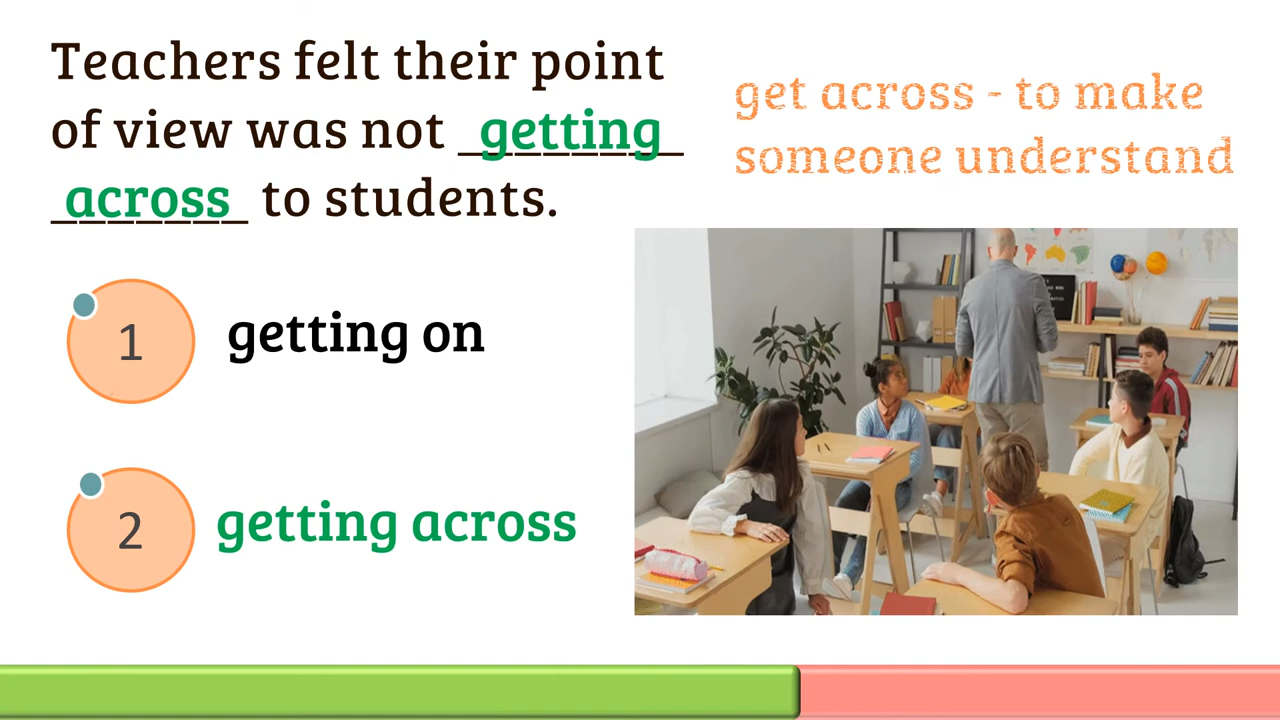 Teachers felt their point
of view was not getting
across to students.
get across - to make
someone understand
1 getting on
2 getting across